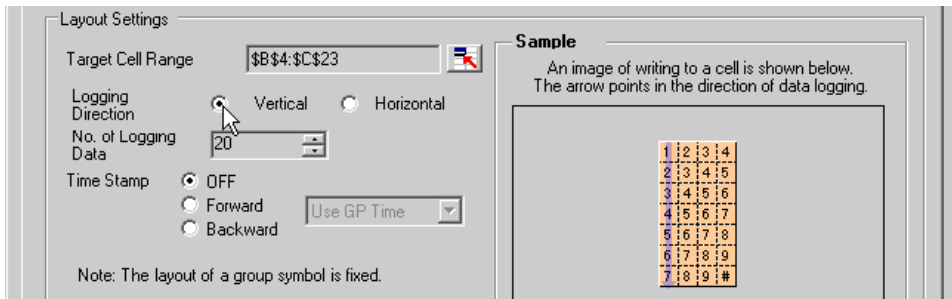 Layout Settings
Target Cell Range $B$4:$C$23
Logging Direction Vertical Horizontal
No. of Logging Data 20
Time Stamp OFF
Forward Use GP Time
Backward
Note: The layout of a group symbol is fixed.
Sample
An image of writing to a cell is shown below.
The arrow points in the direction of data logging.
1 2 3 4
2 3 4 5
3 4 5 6
4 5 6 7
5 6 7 8
6 7 8 9
7 8 9 #